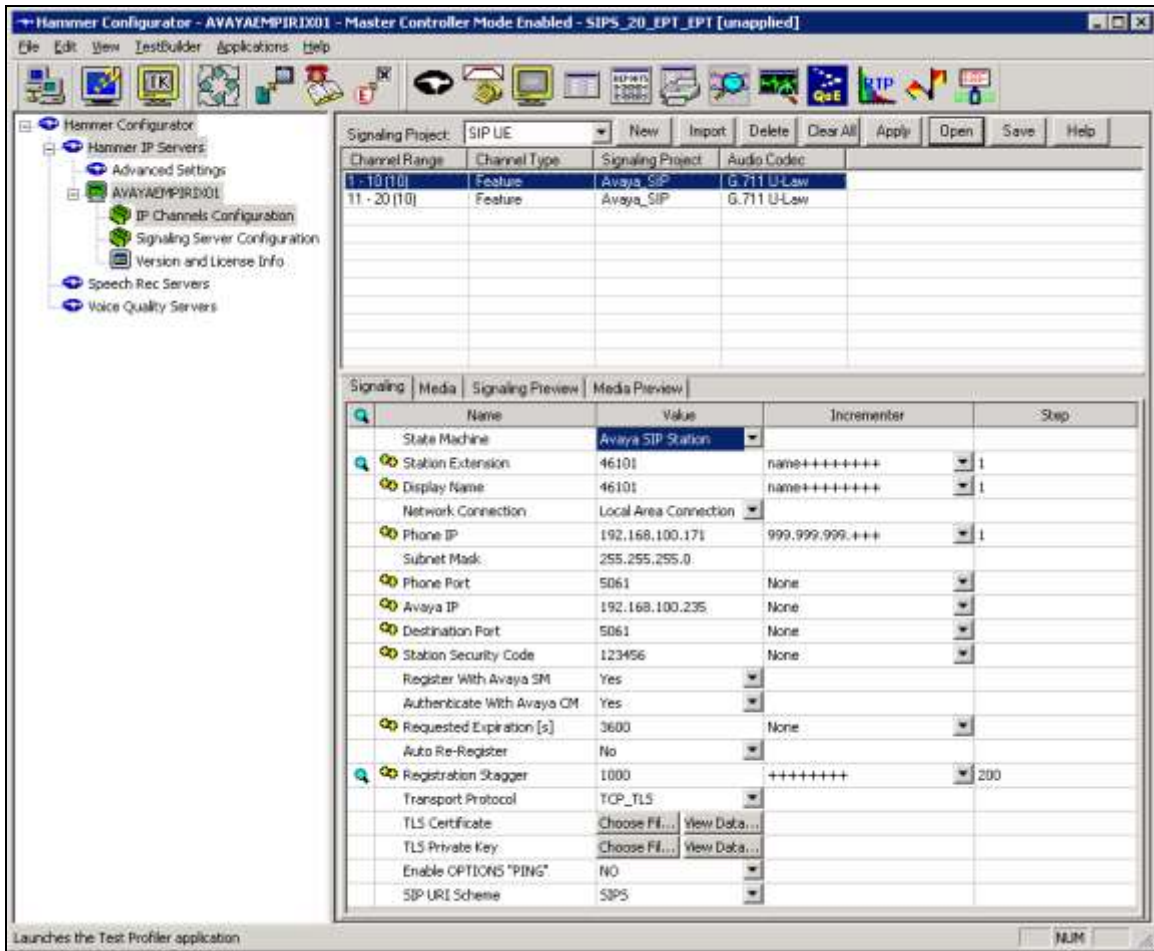 Hammer Configurator - AVAYAEMPIRIX01 - Master Controller Mode Enabled - SIPS_20_EPT_EPT [unapplied]
File Edit View TestBuilder Applications Help
TK
REPORTS
QoE
RTP
Hammer Configurator
Hammer IP Servers
Advanced Settings
AVAYAEMPIRIX01
IP Channels Configuration
Signaling Server Configuration
Version and License Info
Speech Rec Servers
Voice Quality Servers
Signaling Project: SIP UE New Import Delete Clear All Apply Open Save Help
Channel Range Channel Type Signaling Project Audio Codec
1 - 10 (10) Feature Avaya_SIP G.711 U-Law
11 - 20 (10) Feature Avaya_SIP G.711 U-Law
Signaling Media Signaling Preview Media Preview
Name Value Incrementer Step
State Machine Avaya SIP Station
Station Extension 46101 name++++++++ 1
Display Name 46101 name++++++++ 1
Network Connection Local Area Connection
Phone IP 192.168.100.171 999.999.999.+++ 1
Subnet Mask 255.255.255.0
Phone Port 5061 None
Avaya IP 192.168.100.235 None
Destination Port 5061 None
Station Security Code 123456 None
Register With Avaya SM Yes
Authenticate With Avaya CM Yes
Requested Expiration [s] 3600 None
Auto Re-Register No
Registration Stagger 1000 ++++++++ 200
Transport Protocol TCP_TLS
TLS Certificate Choose Fil... View Data...
TLS Private Key Choose Fil... View Data...
Enable OPTIONS "PING" NO
SIP URI Scheme SIPS
Launches the Test Profiler application NUM